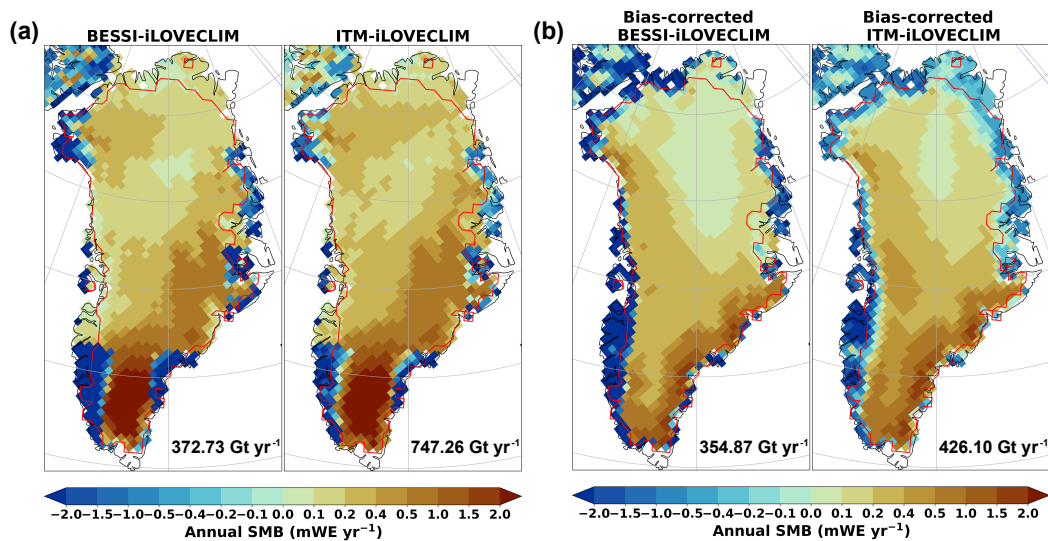 (a)
BESSI-iLOVECLIM
ITM-iLOVECLIM
372.73 Gt yr⁻¹
747.26 Gt yr⁻¹
−2.0−1.5−1.0−0.5−0.4−0.2−0.1 0.0 0.1 0.2 0.4 0.5 1.0 1.5 2.0
Annual SMB (mWE yr⁻¹)
(b)
Bias-corrected
BESSI-iLOVECLIM
Bias-corrected
ITM-iLOVECLIM
354.87 Gt yr⁻¹
426.10 Gt yr⁻¹
−2.0−1.5−1.0−0.5−0.4−0.2−0.1 0.0 0.1 0.2 0.4 0.5 1.0 1.5 2.0
Annual SMB (mWE yr⁻¹)